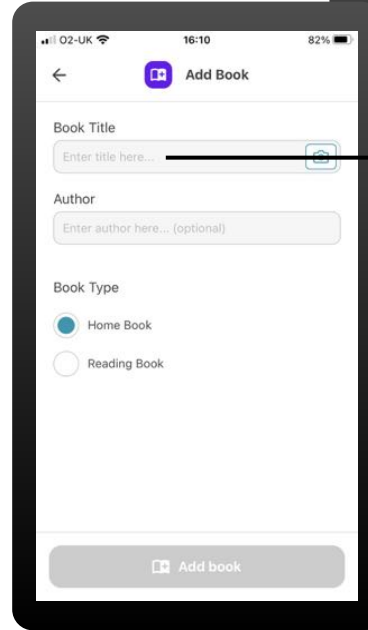 O2-UK 16:10 82%
Add Book
Book Title
Enter title here...
Author
Enter author here... (optional)
Book Type
Home Book
Reading Book
Add book